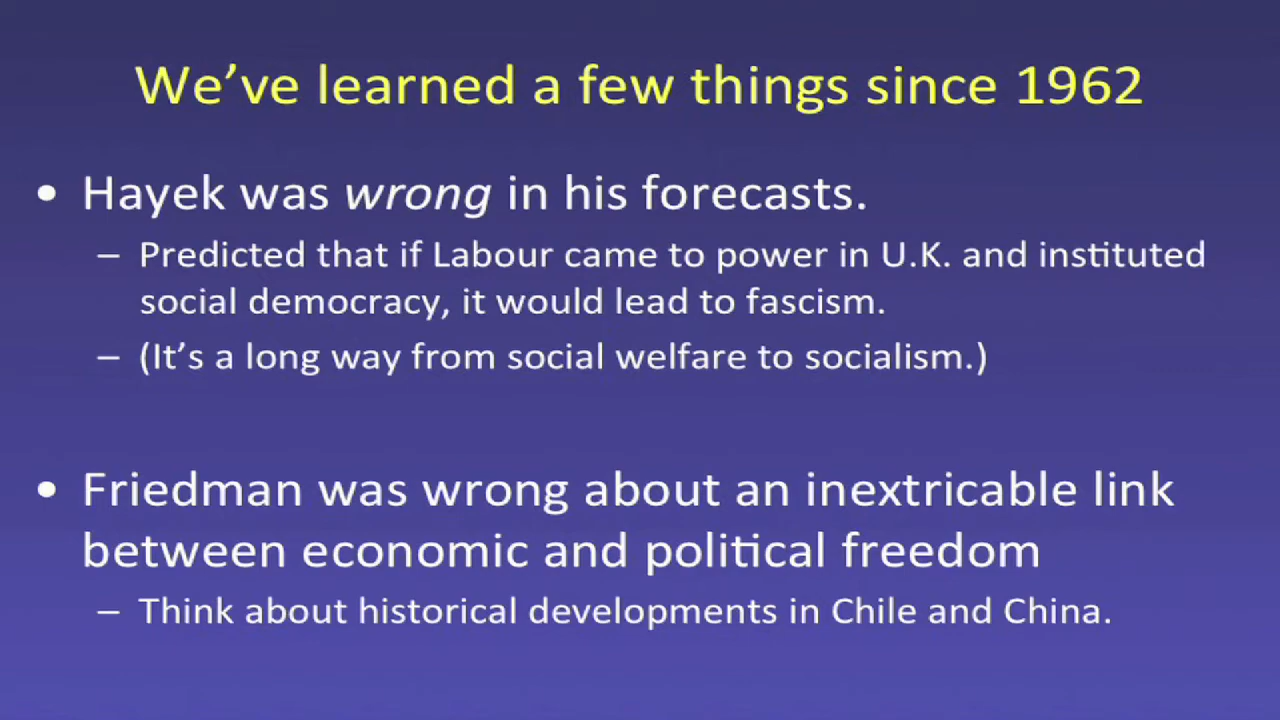 We’ve learned a few things since 1962
• Hayek was wrong in his forecasts.
– Predicted that if Labour came to power in U.K. and instituted
social democracy, it would lead to fascism.
– (It’s a long way from social welfare to socialism.)
• Friedman was wrong about an inextricable link
between economic and political freedom
– Think about historical developments in Chile and China.